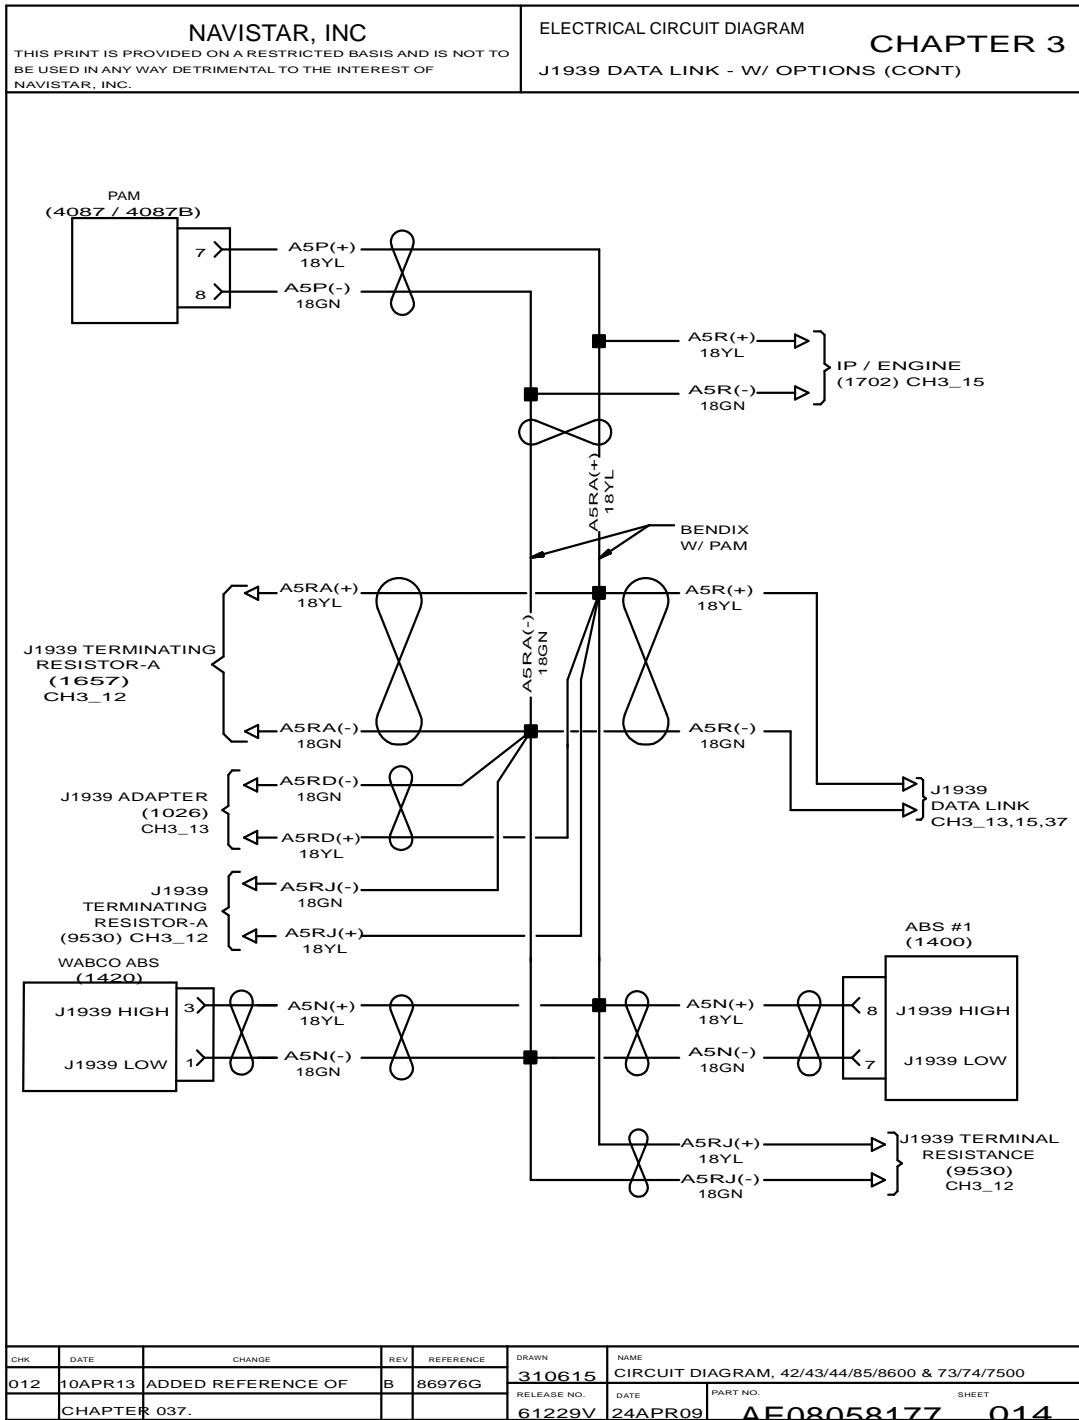 NAVISTAR, INC
THIS PRINT IS PROVIDED ON A RESTRICTED BASIS AND IS NOT TO
BE USED IN ANY WAY DETRIMENTAL TO THE INTEREST OF
NAVISTAR, INC.
ELECTRICAL CIRCUIT DIAGRAM
CHAPTER 3
J1939 DATA LINK - W/ OPTIONS (CONT)
PAM
(4087 / 4087B)
7
A5P(+)
18YL
8
A5P(-)
18GN
A5R(+)
18YL
A5R(-)
18GN
IP / ENGINE
(1702) CH3_15
A5RA(+)
18YL
BENDIX
W/ PAM
A5RA(+)
18YL
A5R(+)
18YL
A5RA(-)
18GN
J1939 TERMINATING
RESISTOR-A
(1657)
CH3_12
A5RA(-)
18GN
A5R(-)
18GN
J1939 ADAPTER
(1026)
CH3_13
A5RD(-)
18GN
A5RD(+)
18YL
J1939
DATA LINK
CH3_13,15,37
J1939
TERMINATING
RESISTOR-A
(9530) CH3_12
A5RJ(-)
18GN
A5RJ(+)
18YL
WABCO ABS
(1420)
J1939 HIGH
3
J1939 LOW
1
A5N(+)
18YL
A5N(-)
18GN
A5N(+)
18YL
A5N(-)
18GN
ABS #1
(1400)
8
J1939 HIGH
7
J1939 LOW
A5RJ(+)
18YL
A5RJ(-)
18GN
J1939 TERMINAL
RESISTANCE
(9530)
CH3_12
CHK DATE CHANGE REV REFERENCE
012 10APR13 ADDED REFERENCE OF B 86976G
CHAPTER 037.
DRAWN
310615
NAME
CIRCUIT DIAGRAM, 42/43/44/85/8600 & 73/74/7500
RELEASE NO.
61229V
DATE
24APR09
PART NO.
AE08058177
SHEET
014